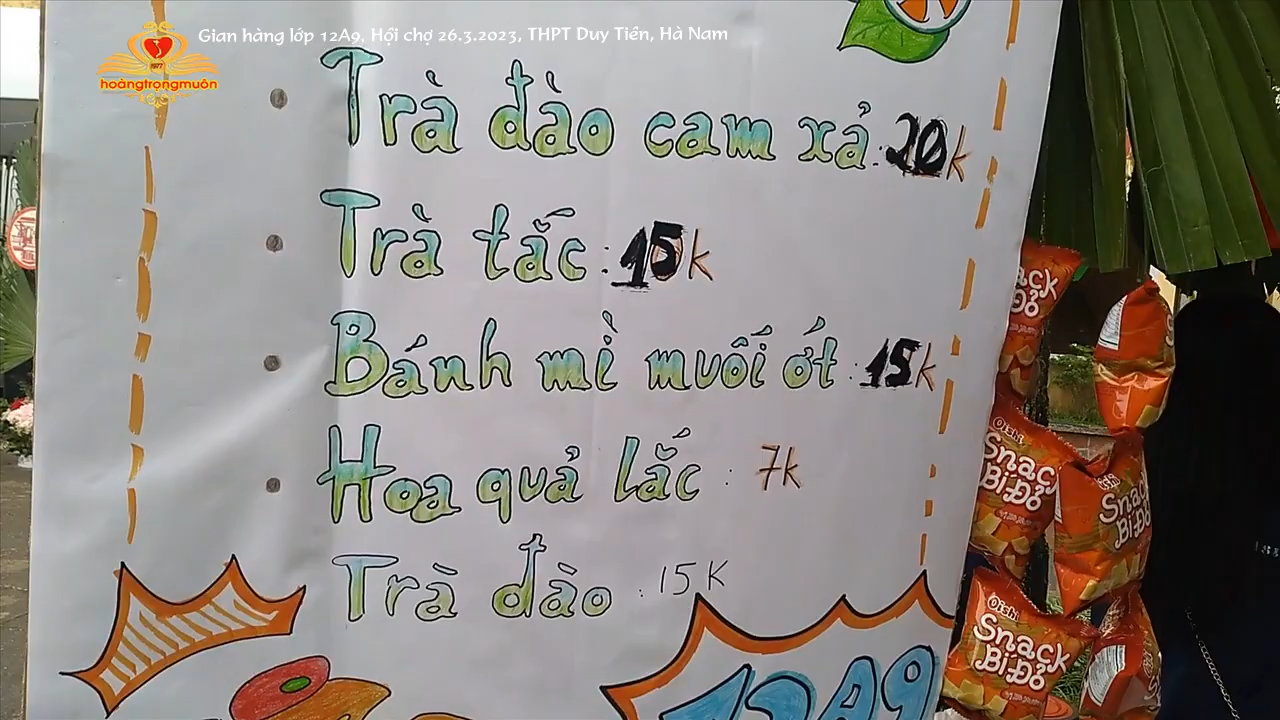 Gian hàng lớp 12A9, Hội chợ 26.3.2023, THPT Duy Tiên, Hà Nam
1977
hoàngtrọngmuôn
Trà đào cam xả: 20k
Trà tắc: 15k
Bánh mì muối ớt: 15k
Hoa quả lắc: 7k
Trà đào: 15K
12A9
Snack
Bí Đỏ
Oishi
Snack
Bí Đỏ
Oishi
Snack
Bí Đỏ
Oishi
Snack
Bí Đỏ